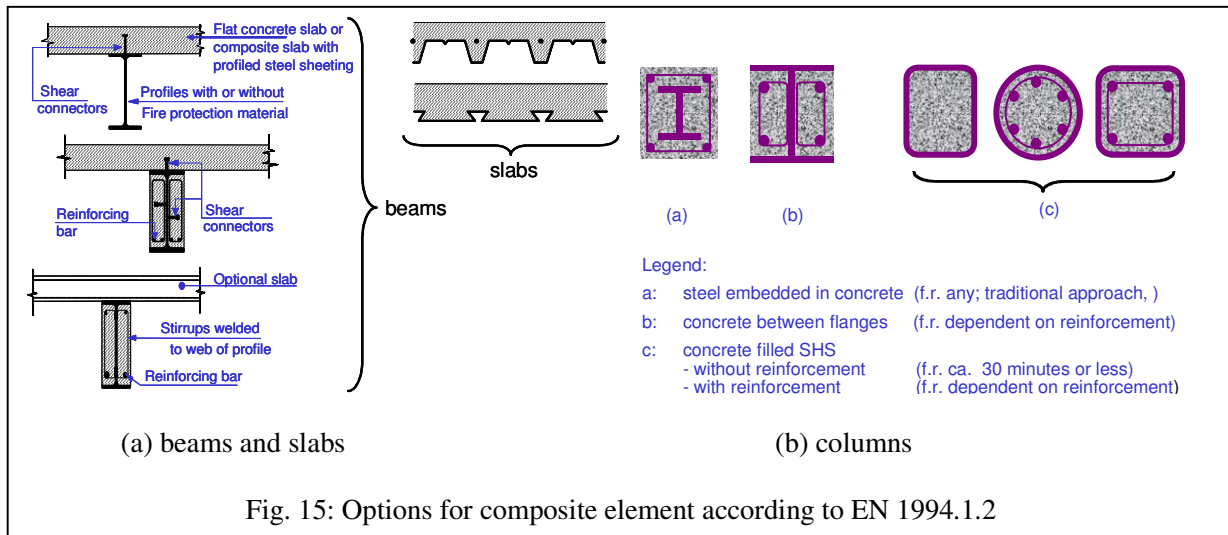 Flat concrete slab or
composite slab with
profiled steel sheeting
Shear
connectors
Profiles with or without
Fire protection material
Reinforcing
bar
Shear
connectors
Optional slab
Stirrups welded
to web of profile
Reinforcing bar
beams
slabs
(a)
(b)
(c)
Legend:
a: steel embedded in concrete (f.r. any; traditional approach, )
b: concrete between flanges (f.r. dependent on reinforcement)
c: concrete filled SHS
- without reinforcement (f.r. ca. 30 minutes or less)
- with reinforcement (f.r. dependent on reinforcement)
(a) beams and slabs
(b) columns
Fig. 15: Options for composite element according to EN 1994.1.2